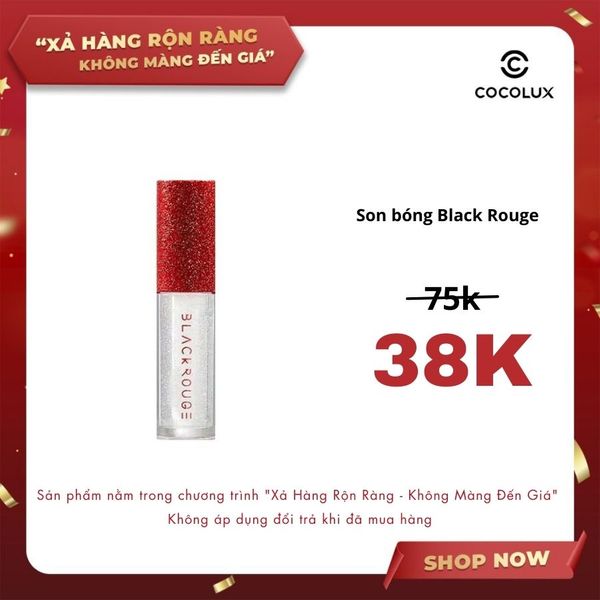 “XẢ HÀNG RỘN RÀNG
KHÔNG MÀNG ĐẾN GIÁ”
COCOLUX
Son bóng Black Rouge
75k
38K
BLACKROUGE
Sản phẩm nằm trong chương trình "Xả Hàng Rộn Ràng - Không Màng Đến Giá"
Không áp dụng đổi trả khi đã mua hàng
SHOP NOW